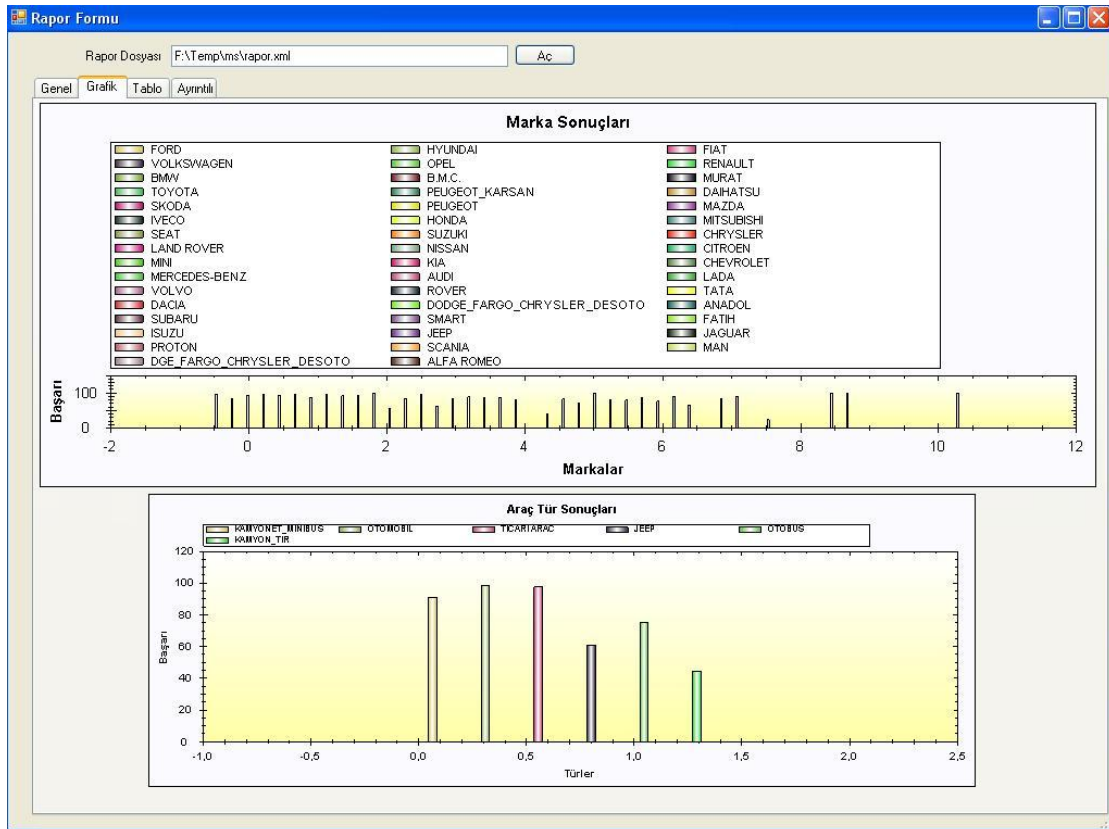 Rapor Formu
Rapor Dosyası F:\Temp\ms\rapor.xml Aç
Genel Grafik Tablo Ayrıntılı
Marka Sonuçları
FORD HYUNDAI FIAT
VOLKSWAGEN OPEL RENAULT
BMW B.M.C. MURAT
TOYOTA PEUGEOT_KARSAN DAIHATSU
SKODA PEUGEOT MAZDA
IVECO HONDA MITSUBISHI
SEAT SUZUKI CHRYSLER
LAND ROVER NISSAN CITROEN
MINI KIA CHEVROLET
MERCEDES-BENZ AUDI LADA
VOLVO ROVER TATA
DACIA DODGE_FARGO_CHRYSLER_DESOTO ANADOL
SUBARU SMART FATIH
ISUZU JEEP JAGUAR
PROTON SCANIA MAN
DGE_FARGO_CHRYSLER_DESOTO ALFA ROMEO
Başarı
100
0
-2 0 2 4 6 8 10 12
Markalar
Araç Tür Sonuçları
KAMYONET_MINIBUS OTOMOBIL TICARI ARAC JEEP OTOBUS
KAMYON_TIR
Başarı
120
100
80
60
40
20
0
-1,0 -0,5 0,0 0,5 1,0 1,5 2,0 2,5
Türler